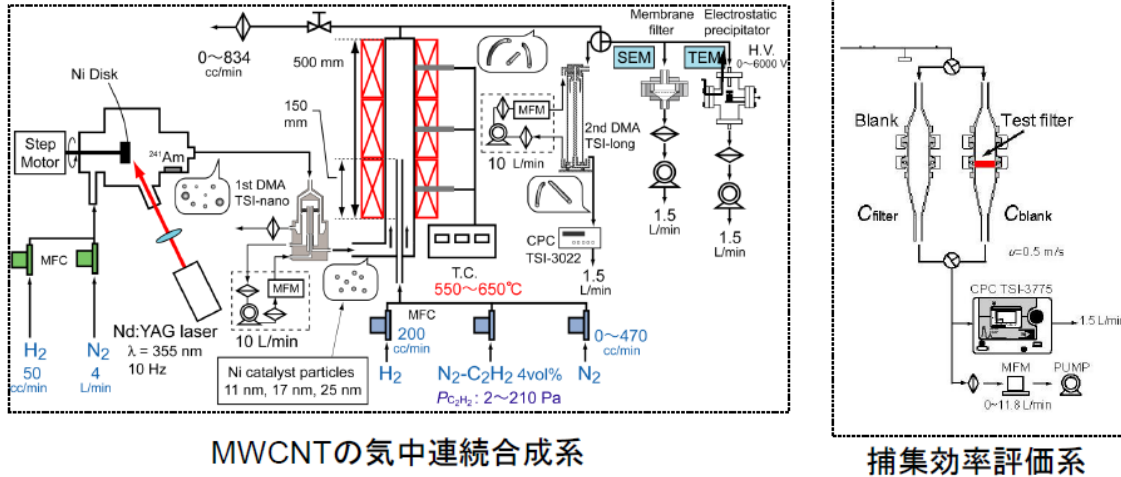 Membrane filter
Electrostatic precipitator
H.V.
0～6000 V
0～834
cc/min
500 mm
SEM
TEM
Ni Disk
150
mm
MFM
10 L/min
2nd DMA
TSI-long
Step
Motor
241Am
1st DMA
TSI-nano
1.5
L/min
1.5
L/min
CPC
TSI-3022
1.5
L/min
MFC
MFM
10 L/min
T.C.
550～650℃
Nd:YAG laser
λ = 355 nm
10 Hz
H2
50
cc/min
N2
4
L/min
Ni catalyst particles
11 nm, 17 nm, 25 nm
MFC
200
cc/min
0～470
cc/min
H2
N2-C2H2 4vol%
N2
PC2H2 : 2～210 Pa
MWCNTの気中連続合成系
Blank
Test filter
Cfilter
Cblank
u=0.5 m/s
CPC TSI-3775
1.5 L/min
MFM
PUMP
0~11.8 L/min
捕集効率評価系